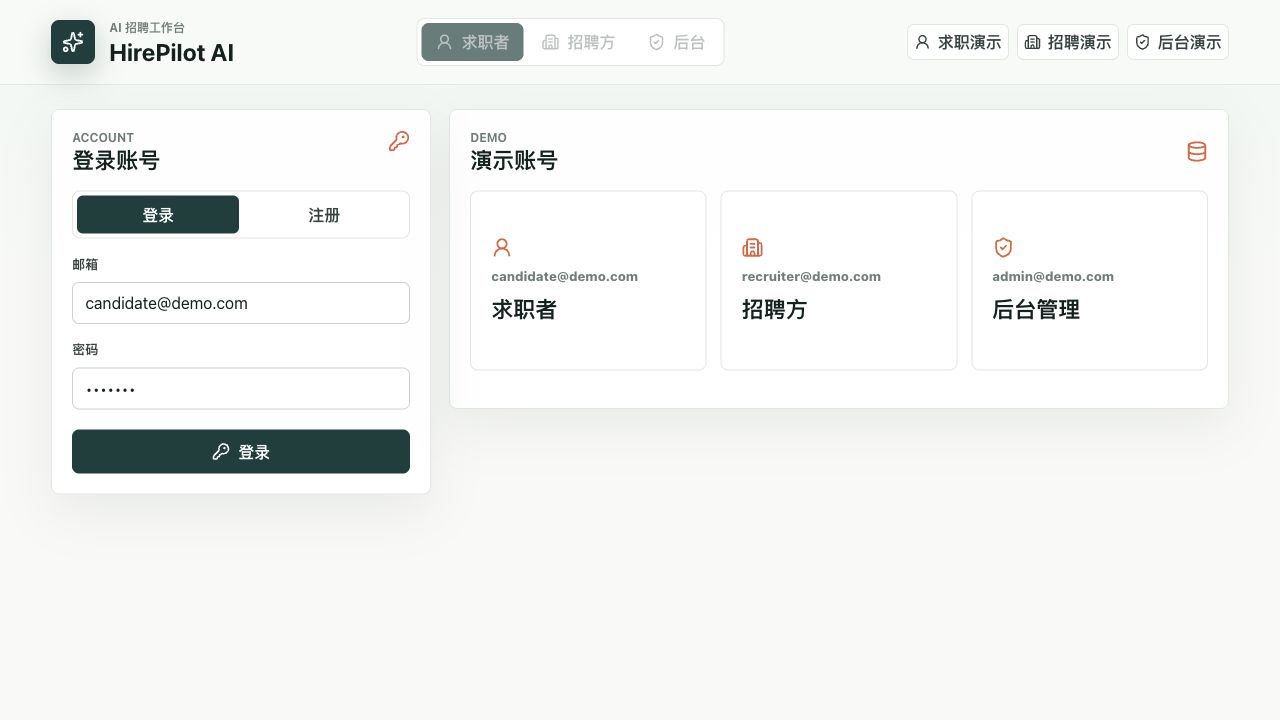 AI 招聘工作台
HirePilot AI
求职者
招聘方
后台
求职演示
招聘演示
后台演示
ACCOUNT
登录账号
登录
注册
邮箱
candidate@demo.com
密码
•••••••
登录
DEMO
演示账号
candidate@demo.com
求职者
recruiter@demo.com
招聘方
admin@demo.com
后台管理